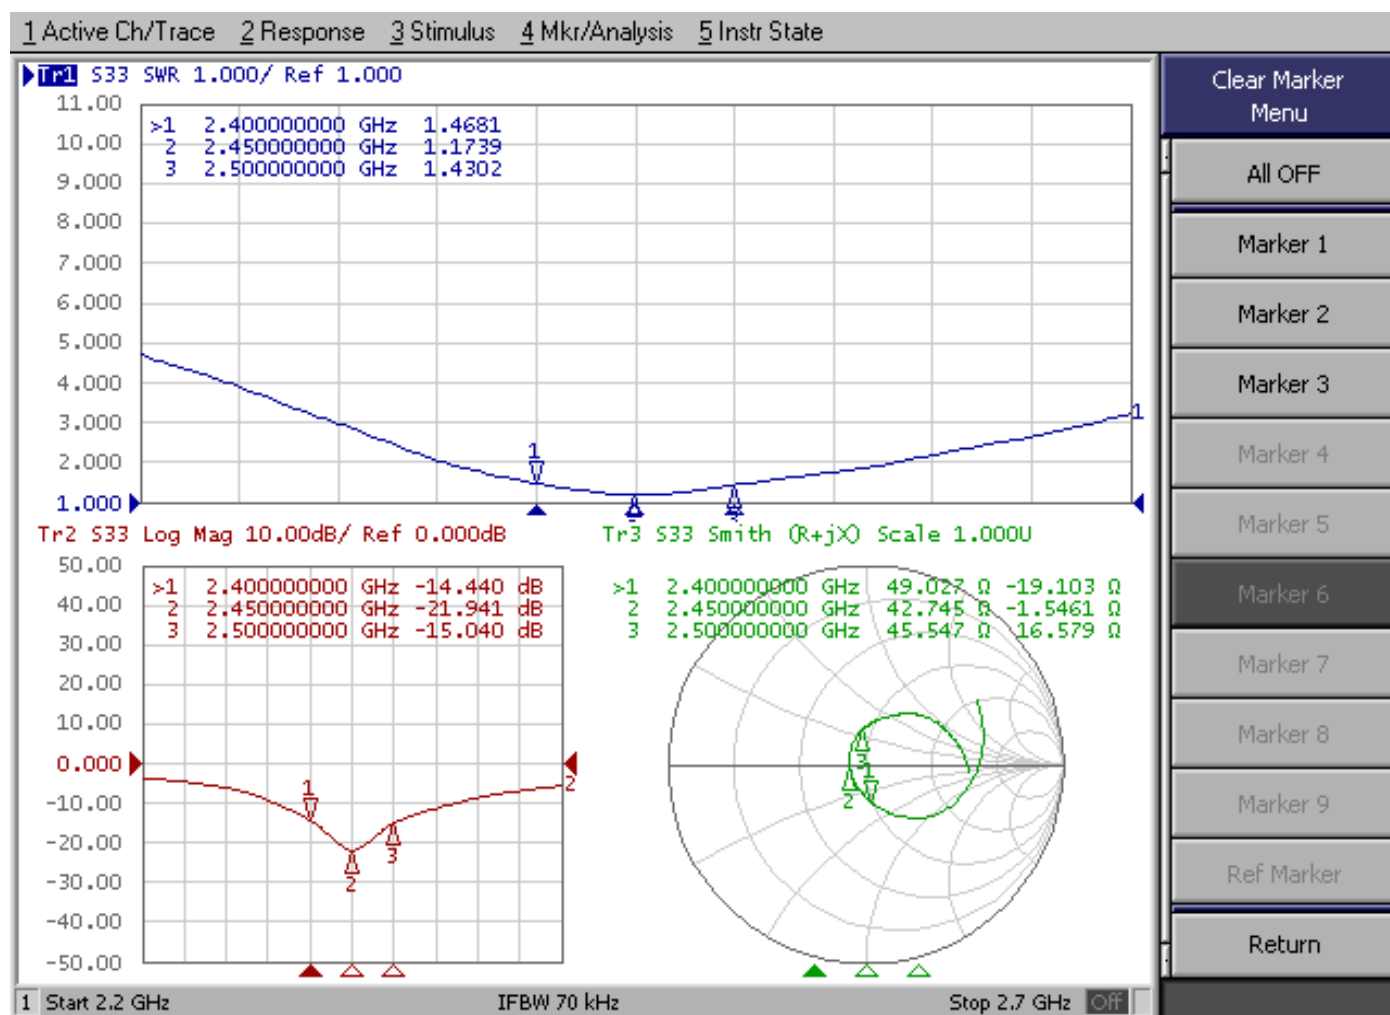 1 Active Ch/Trace 2 Response 3 Stimulus 4 Mkr/Analysis 5 Instr State
Tr1 S33 SWR 1.000/ Ref 1.000
11.00
10.00
9.000
8.000
7.000
6.000
5.000
4.000
3.000
2.000
1.000
>1 2.400000000 GHz 1.4681
2 2.450000000 GHz 1.1739
3 2.500000000 GHz 1.4302
1
1
Tr2 S33 Log Mag 10.00dB/ Ref 0.000dB
50.00
40.00
30.00
20.00
10.00
0.000
-10.00
-20.00
-30.00
-40.00
-50.00
>1 2.400000000 GHz -14.440 dB
2 2.450000000 GHz -21.941 dB
3 2.500000000 GHz -15.040 dB
1
2
3
2
Tr3 S33 Smith (R+jX) Scale 1.000U
>1 2.400000000 GHz 49.027 Ω -19.103 Ω
2 2.450000000 GHz 42.745 Ω -1.5461 Ω
3 2.500000000 GHz 45.547 Ω 16.579 Ω
3
1
2
1 Start 2.2 GHz IFBW 70 kHz Stop 2.7 GHz Off
Clear Marker
Menu
All OFF
Marker 1
Marker 2
Marker 3
Marker 4
Marker 5
Marker 6
Marker 7
Marker 8
Marker 9
Ref Marker
Return